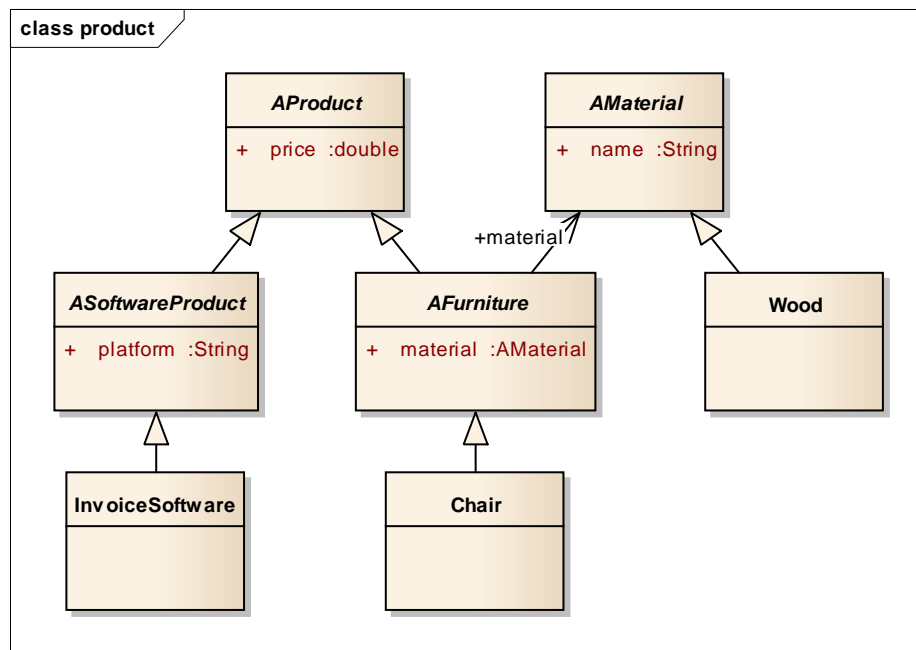 class product
AProduct
+ price :double
AMaterial
+ name :String
+material
ASoftwareProduct
+ platform :String
AFurniture
+ material :AMaterial
Wood
InvoiceSoftware
Chair